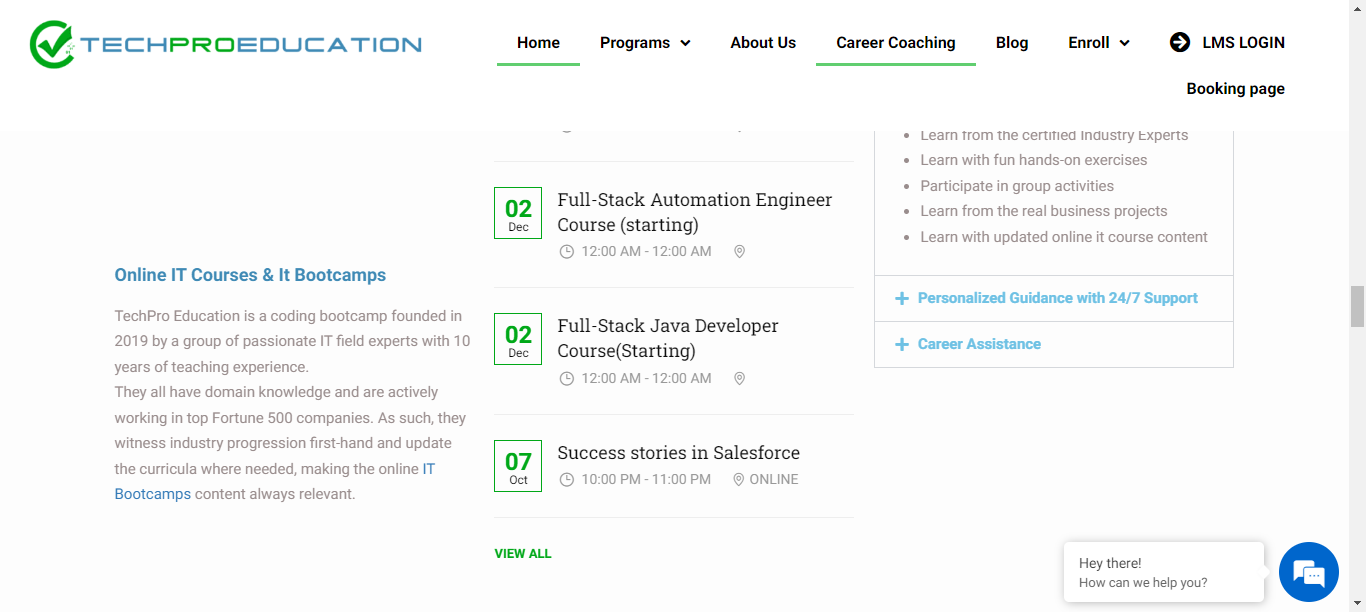 TECHPROEDUCATION
Home
Programs
About Us
Career Coaching
Blog
Enroll
LMS LOGIN
Booking page
Online IT Courses & It Bootcamps
TechPro Education is a coding bootcamp founded in
2019 by a group of passionate IT field experts with 10
years of teaching experience.
They all have domain knowledge and are actively
working in top Fortune 500 companies. As such, they
witness industry progression first-hand and update
the curricula where needed, making the online IT
Bootcamps content always relevant.
02
Dec
Full-Stack Automation Engineer
Course (starting)
12:00 AM - 12:00 AM
02
Dec
Full-Stack Java Developer
Course(Starting)
12:00 AM - 12:00 AM
07
Oct
Success stories in Salesforce
10:00 PM - 11:00 PM
ONLINE
VIEW ALL
Learn from the certified Industry Experts
Learn with fun hands-on exercises
Participate in group activities
Learn from the real business projects
Learn with updated online it course content
Personalized Guidance with 24/7 Support
Career Assistance
Hey there!
How can we help you?